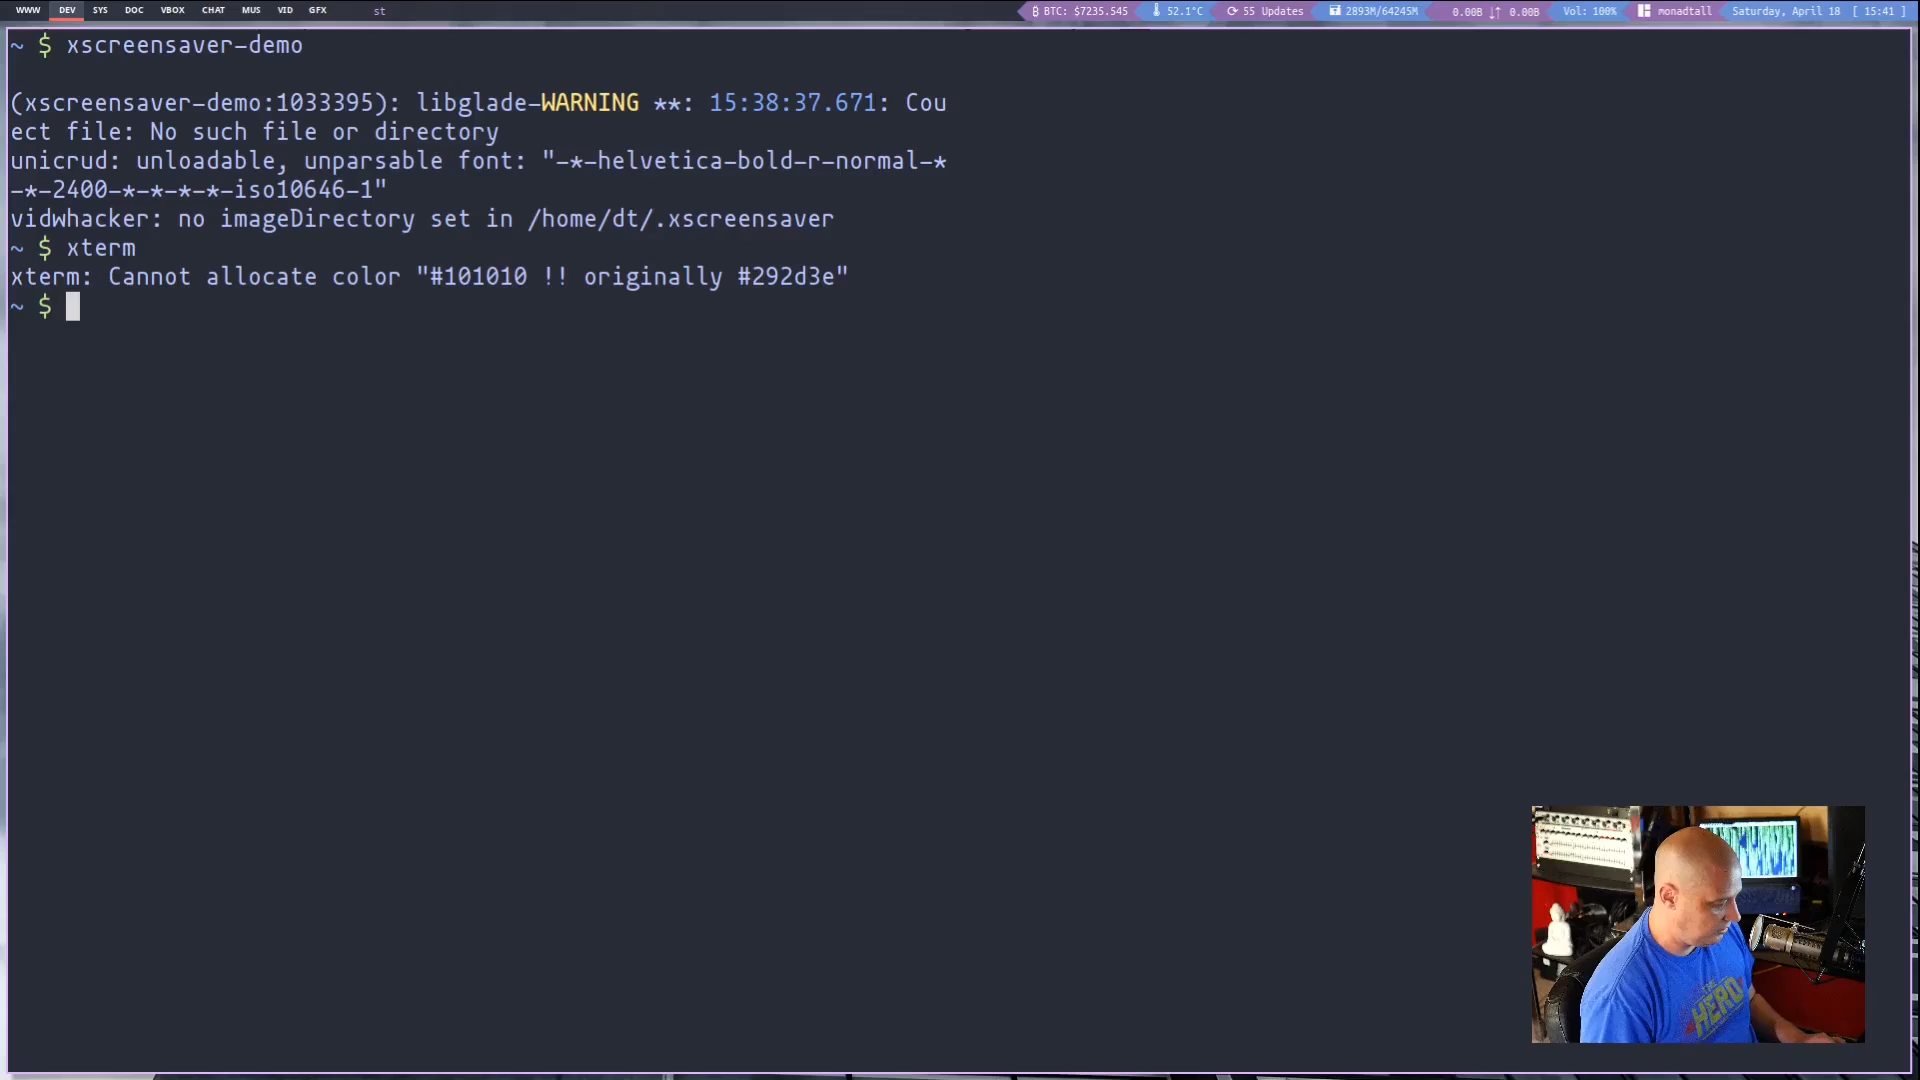 WWW DEV SYS DOC VBOX CHAT MUS VID GFX st BTC: $7235.545 52.1°C 55 Updates 2893M/64245M 0.00B ↓↑ 0.00B Vol: 100% monadtall Saturday, April 18 [ 15:41 ]
~ $ xscreensaver-demo
(xscreensaver-demo:1033395): libglade-WARNING **: 15:38:37.671: Cou
ect file: No such file or directory
unicrud: unloadable, unparsable font: "-*-helvetica-bold-r-normal-*
-*-2400-*-*-*-*-iso10646-1"
vidwhacker: no imageDirectory set in /home/dt/.xscreensaver
~ $ xterm
xterm: Cannot allocate color "#101010 !! originally #292d3e"
~ $
HERO